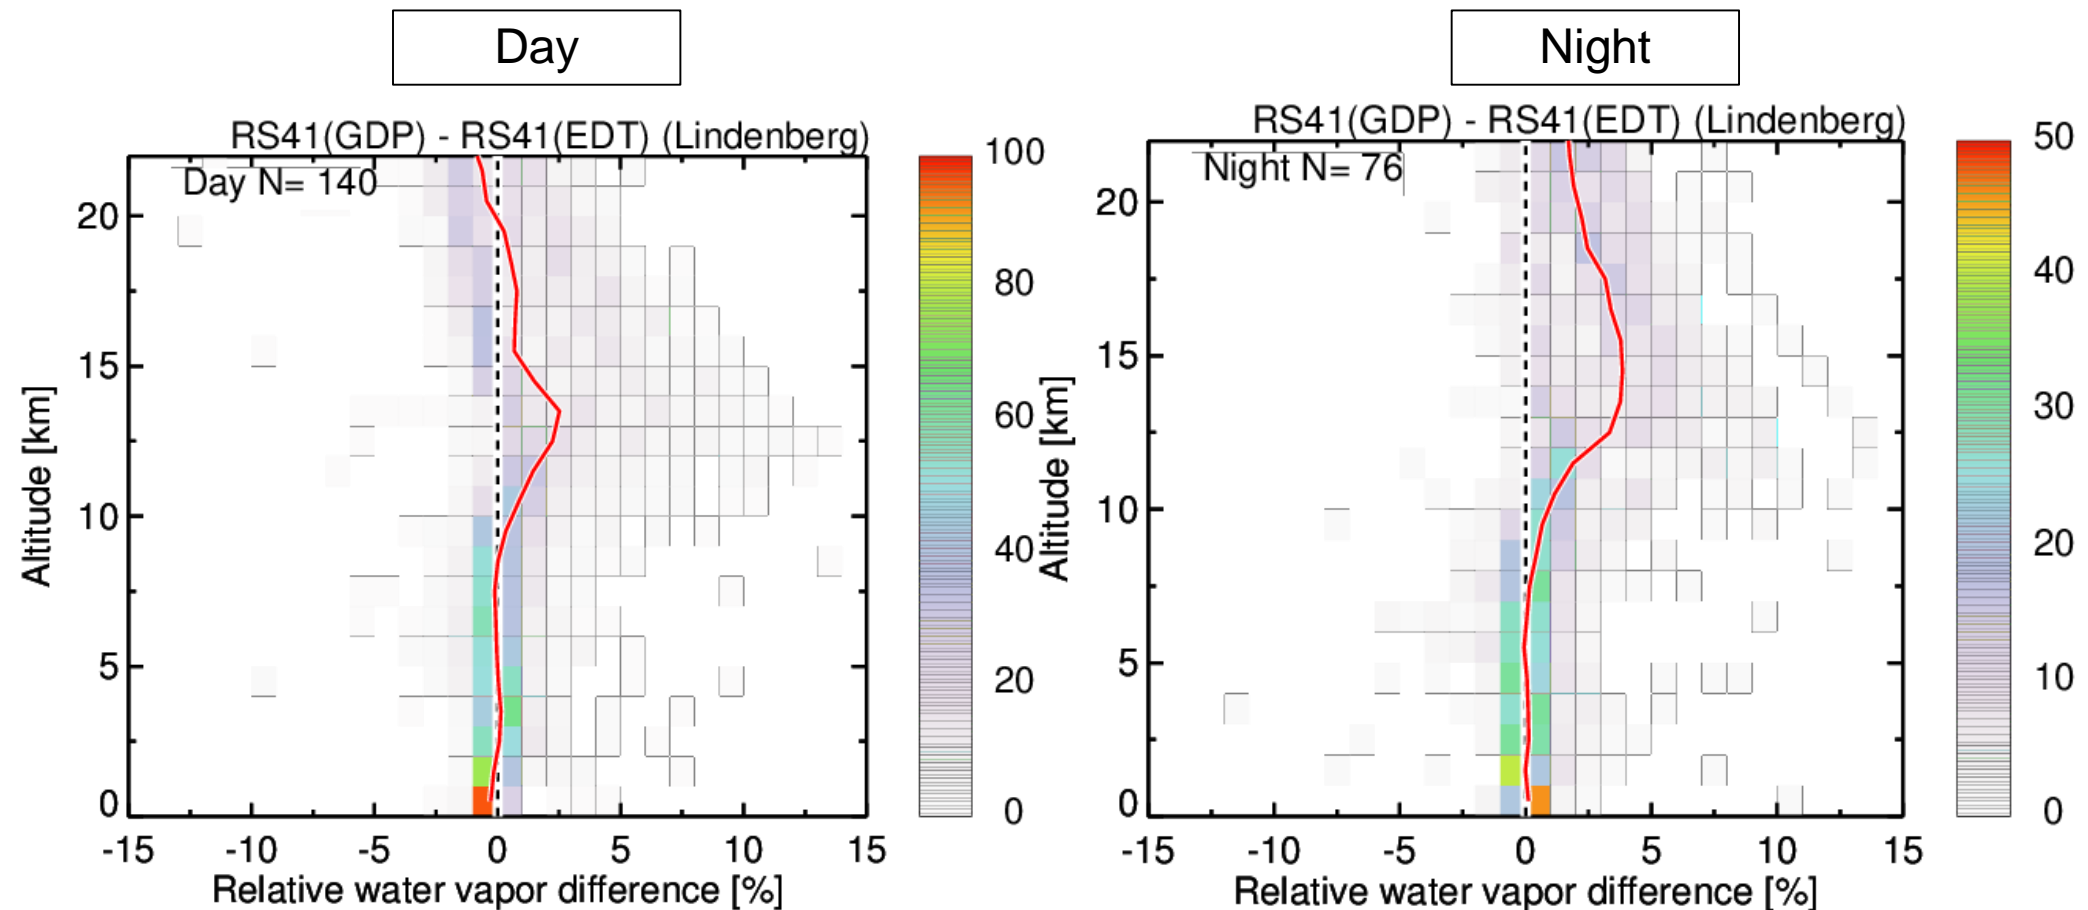 Day
Night
RS41(GDP) - RS41(EDT) (Lindenberg)
Day N= 140
Altitude [km]
20
15
10
5
0
-15 -10 -5 0 5 10 15
Relative water vapor difference [%]
100
80
60
40
20
0
RS41(GDP) - RS41(EDT) (Lindenberg)
Night N= 76
Altitude [km]
20
15
10
5
0
-15 -10 -5 0 5 10 15
Relative water vapor difference [%]
50
40
30
20
10
0